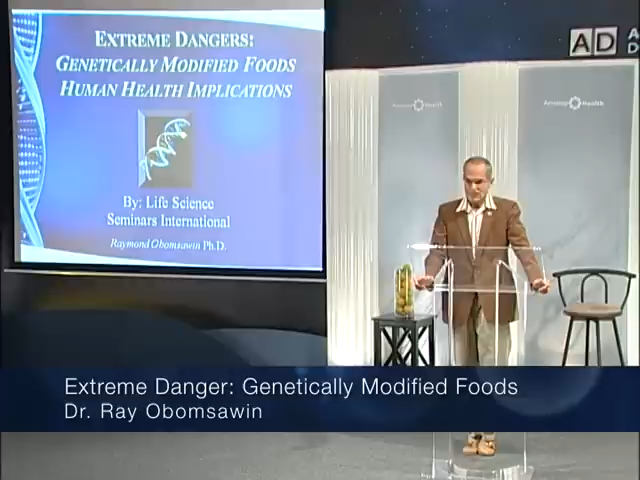 EXTREME DANGERS:
GENETICALLY MODIFIED FOODS
HUMAN HEALTH IMPLICATIONS
By: Life Science
Seminars International
Raymond Obomsawin Ph.D.
AD
A
D
Health
Extreme Danger: Genetically Modified Foods
Dr. Ray Obomsawin